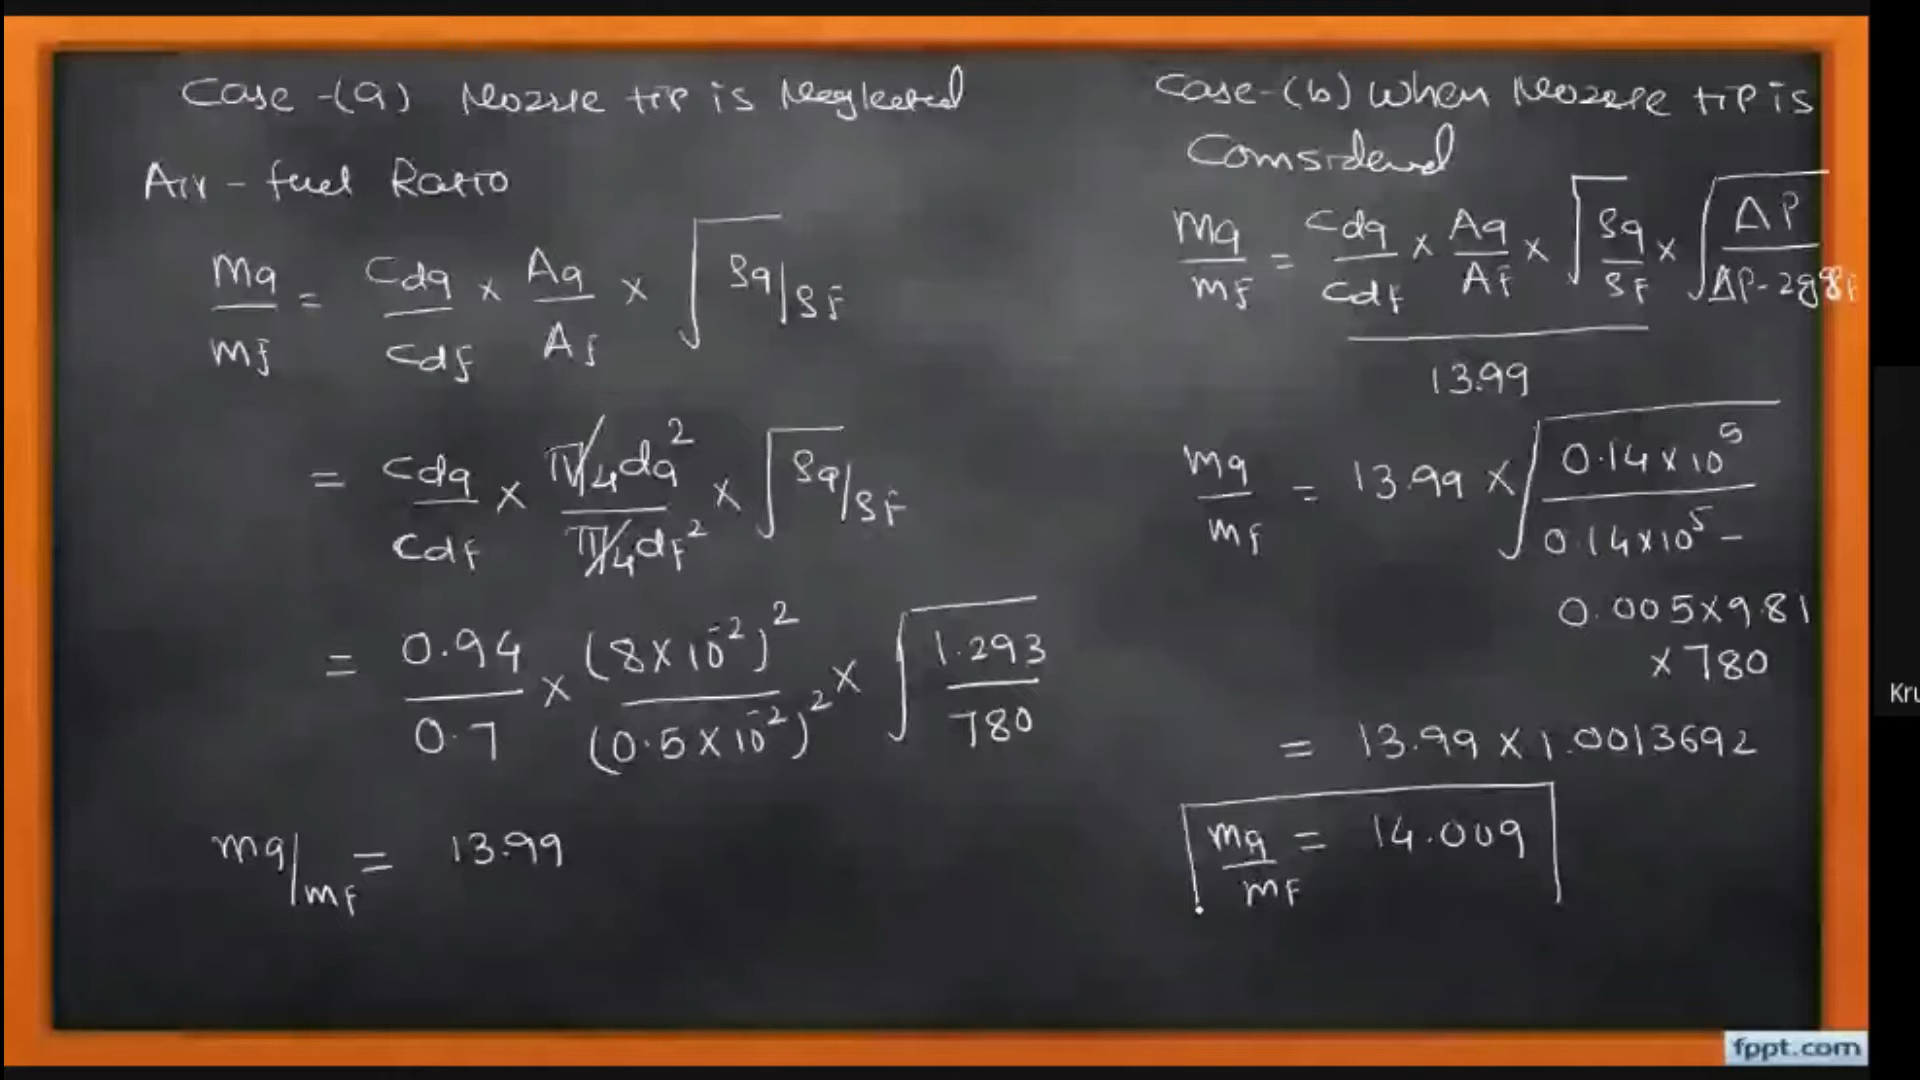 Case-(a) Nozzle tip is Neglected
Air-fuel Ratio
ma/mf = Cda/Cdf × Aa/Af × √ρa/ρf
= Cda/Cdf × π/4 da²/π/4 df² × √ρa/ρf
= 0.94/0.7 × (8×10⁻²)²/(0.5×10⁻²)² × √1.293/780
ma/mf = 13.99
Case-(b) When Nozzle tip is
Considered
ma/mf = Cda/Cdf × Aa/Af × √ρa/ρf × √ΔP/ΔP-2gρf
13.99
ma/mf = 13.99 × √0.14×10⁵/0.14×10⁵ -
0.005×9.81
×780
= 13.99 × 1.0013692
ma/mf = 14.009
Kru
fppt.com